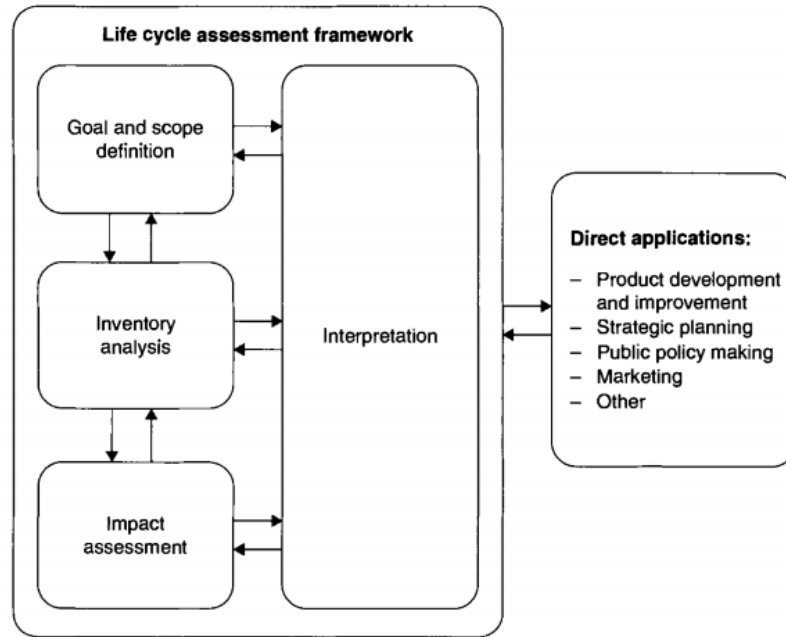 Life cycle assessment framework
Goal and scope
definition
Inventory
analysis
Impact
assessment
Interpretation
Direct applications:
– Product development
and improvement
– Strategic planning
– Public policy making
– Marketing
– Other